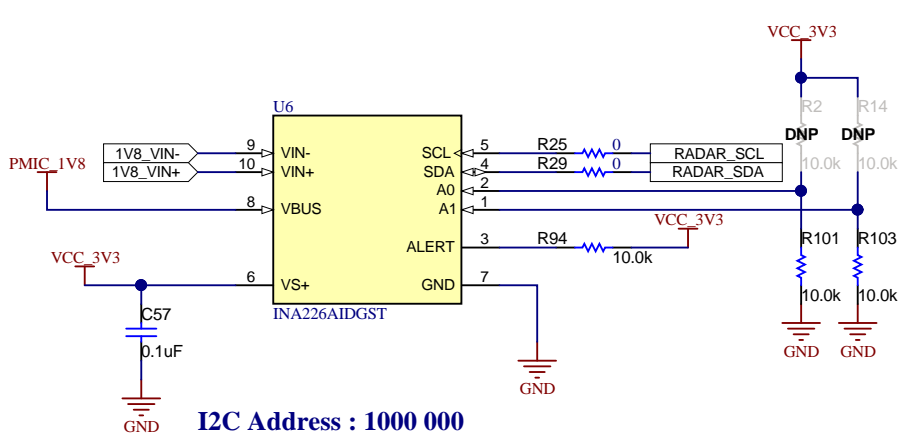 VCC_3V3
R2 R14
DNP DNP
10.0k 10.0k
U6
1V8_VIN- 9 VIN- SCL 5 R25 0 RADAR_SCL
1V8_VIN+ 10 VIN+ SDA 4 R29 0 RADAR_SDA
PMIC_1V8
A0 2
8 VBUS A1 1
VCC_3V3
ALERT 3 R94 10.0k
R101 R103
10.0k 10.0k
GND GND
VCC_3V3
6 VS+ GND 7
INA226AIDGST
C57
0.1uF
GND
GND
I2C Address : 1000 000